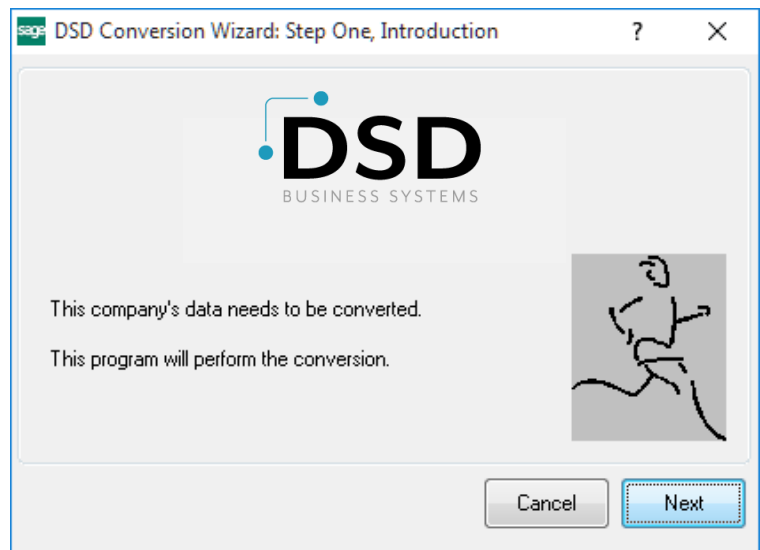 sage DSD Conversion Wizard: Step One, Introduction ?
DSD
BUSINESS SYSTEMS
This company's data needs to be converted.
This program will perform the conversion.
Cancel Next